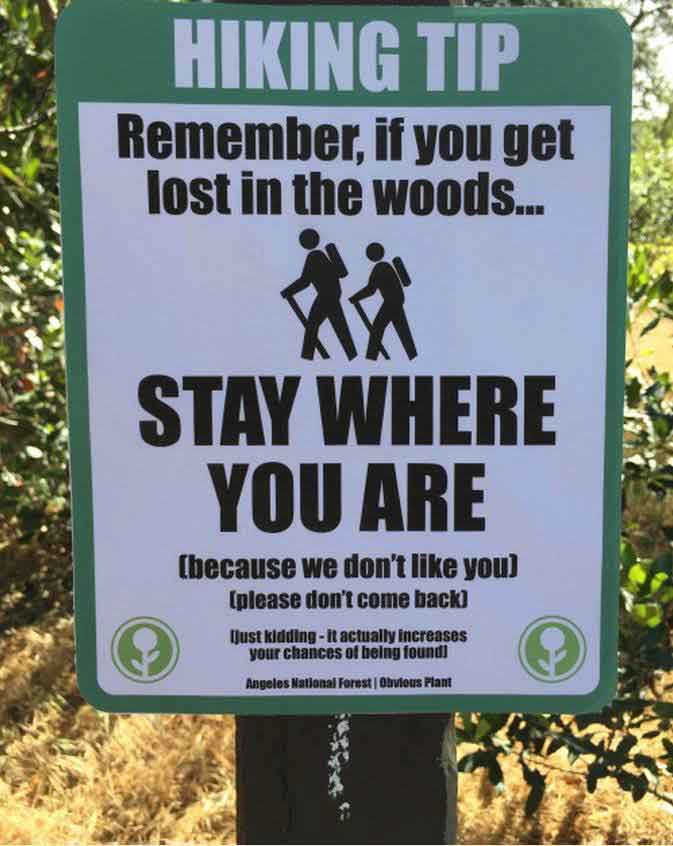 HIKING TIP
Remember, if you get
lost in the woods...
STAY WHERE
YOU ARE
(because we don't like you)
(please don't come back)
(just kidding - it actually increases
your chances of being found)
Angeles National Forest | Obvious Plant